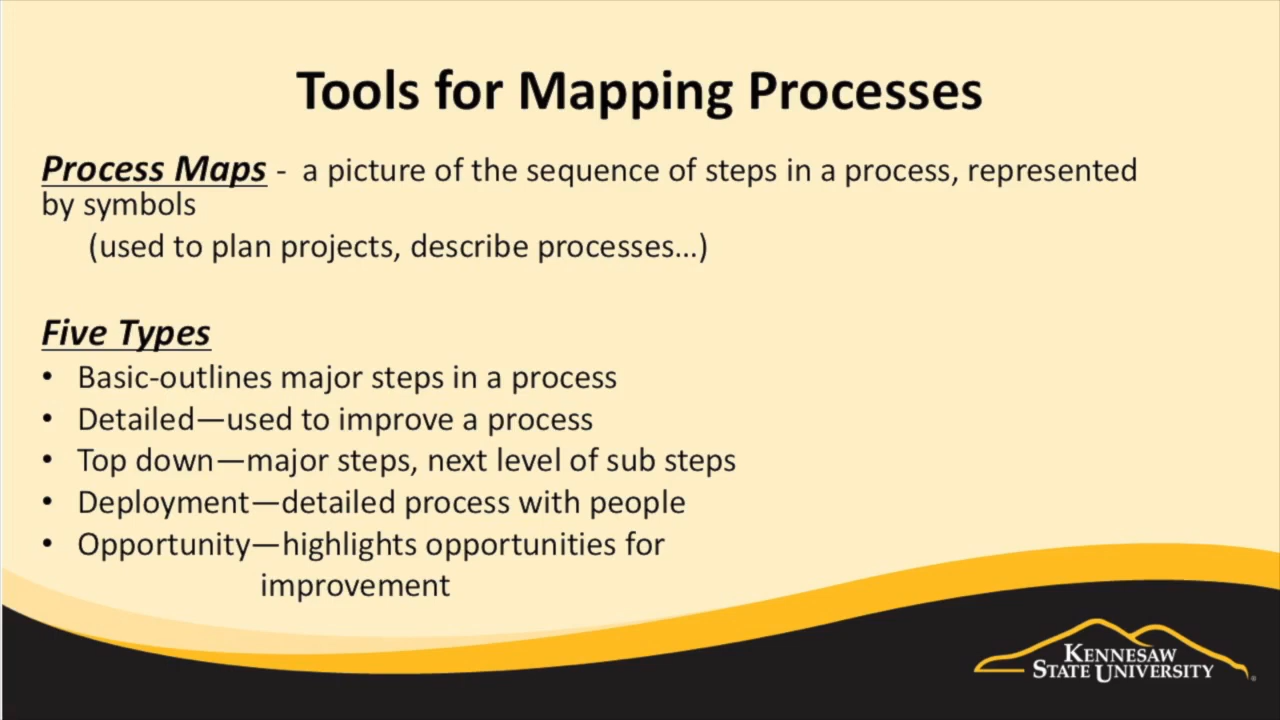 Tools for Mapping Processes
Process Maps - a picture of the sequence of steps in a process, represented
by symbols
(used to plan projects, describe processes…)
Five Types
• Basic-outlines major steps in a process
• Detailed—used to improve a process
• Top down—major steps, next level of sub steps
• Deployment—detailed process with people
• Opportunity—highlights opportunities for
improvement
KENNESAW
STATE UNIVERSITY